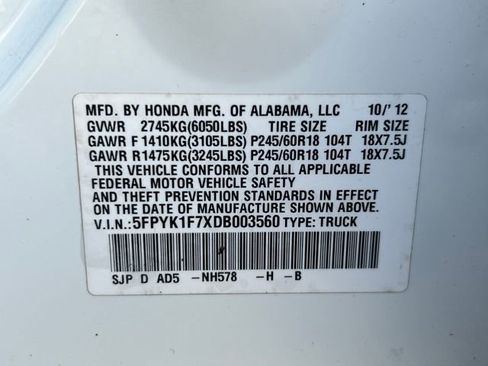 MFD. BY HONDA MFG. OF ALABAMA, LLC 10/'12
GVWR 2745KG(6050LBS) TIRE SIZE RIM SIZE
GAWR F 1410KG(3105LBS) P245/60R18 104T 18X7.5J
GAWR R 1475KG(3245LBS) P245/60R18 104T 18X7.5J
THIS VEHICLE CONFORMS TO ALL APPLICABLE
FEDERAL MOTOR VEHICLE SAFETY
AND THEFT PREVENTION STANDARDS IN EFFECT
ON THE DATE OF MANUFACTURE SHOWN ABOVE.
V.I.N.: 5FPYK1F7XDB003560 TYPE: TRUCK
SJP D AD5 -NH578 -H -B